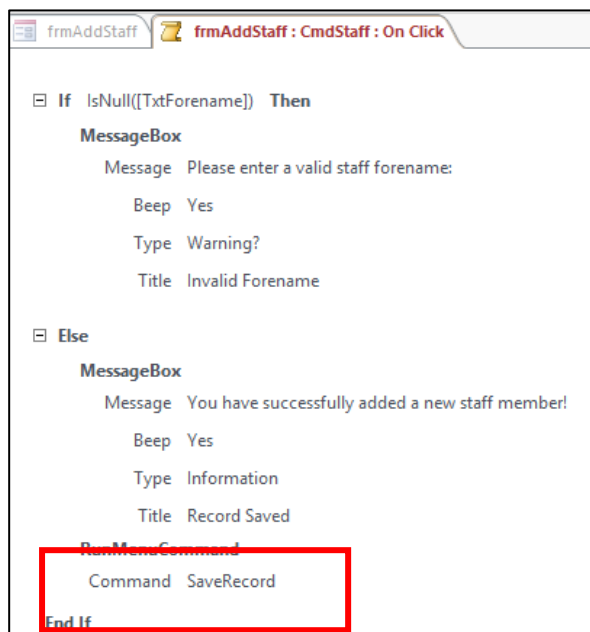 frmAddStaff frmAddStaff : CmdStaff : On Click
If IsNull([TxtForename]) Then
MessageBox
Message Please enter a valid staff forename:
Beep Yes
Type Warning?
Title Invalid Forename
Else
MessageBox
Message You have successfully added a new staff member!
Beep Yes
Type Information
Title Record Saved
RunMenuCommand
Command SaveRecord
End If